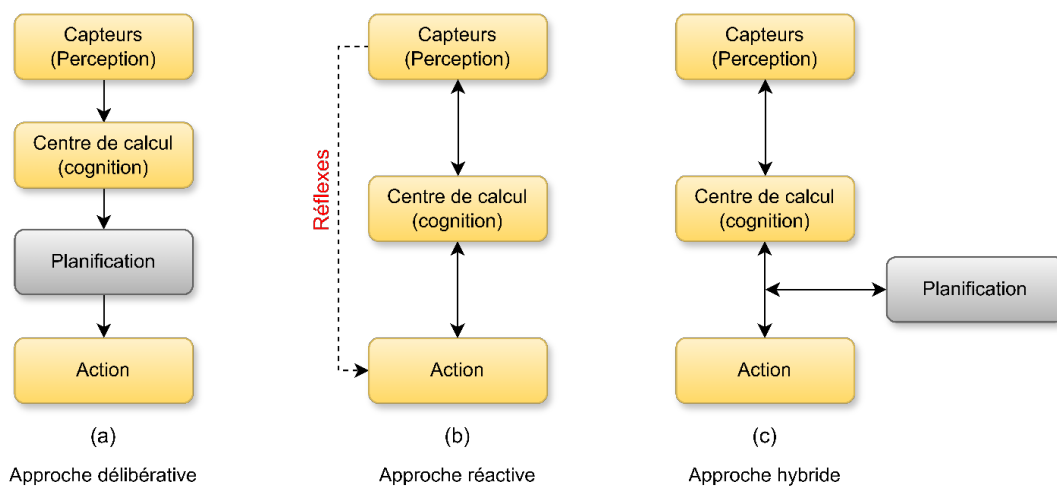 Capteurs
(Perception)
Centre de calcul
(cognition)
Planification
Action
(a)
Approche délibérative
Capteurs
(Perception)
Réflexes
Centre de calcul
(cognition)
Action
(b)
Approche réactive
Capteurs
(Perception)
Centre de calcul
(cognition)
Planification
Action
(c)
Approche hybride